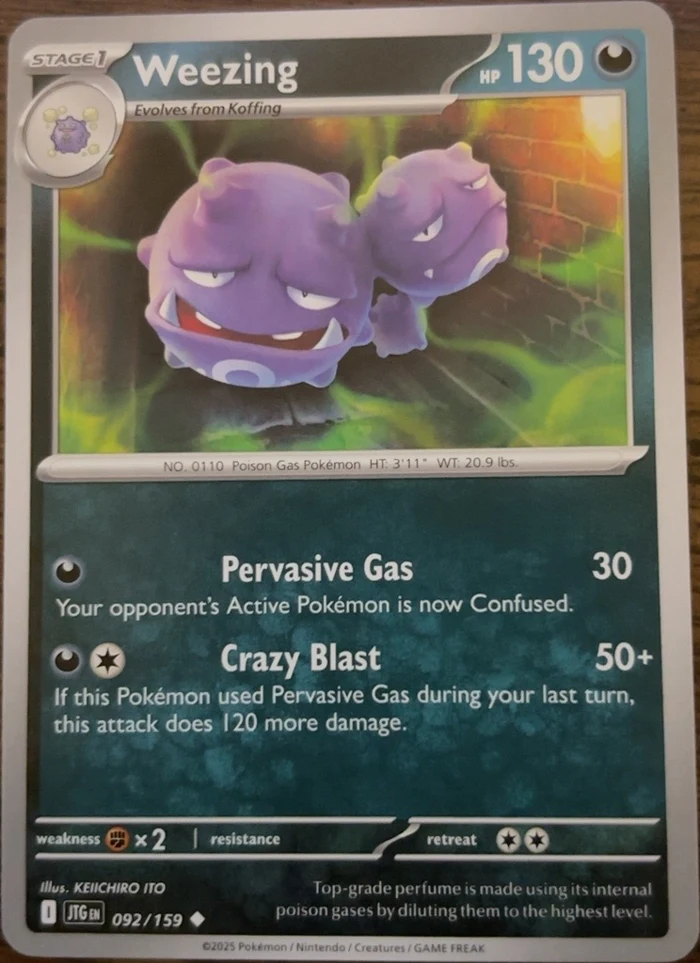 STAGE1
Weezing
HP 130
Evolves from Koffing
NO. 0110 Poison Gas Pokémon HT: 3'11" WT: 20.9 lbs.
Pervasive Gas 30
Your opponent's Active Pokémon is now Confused.
Crazy Blast 50+
If this Pokémon used Pervasive Gas during your last turn,
this attack does 120 more damage.
weakness ×2 | resistance retreat
Illus. KEIICHIRO ITO
I JTG EN 092/159
Top-grade perfume is made using its internal
poison gases by diluting them to the highest level.
©2025 Pokémon / Nintendo / Creatures / GAME FREAK